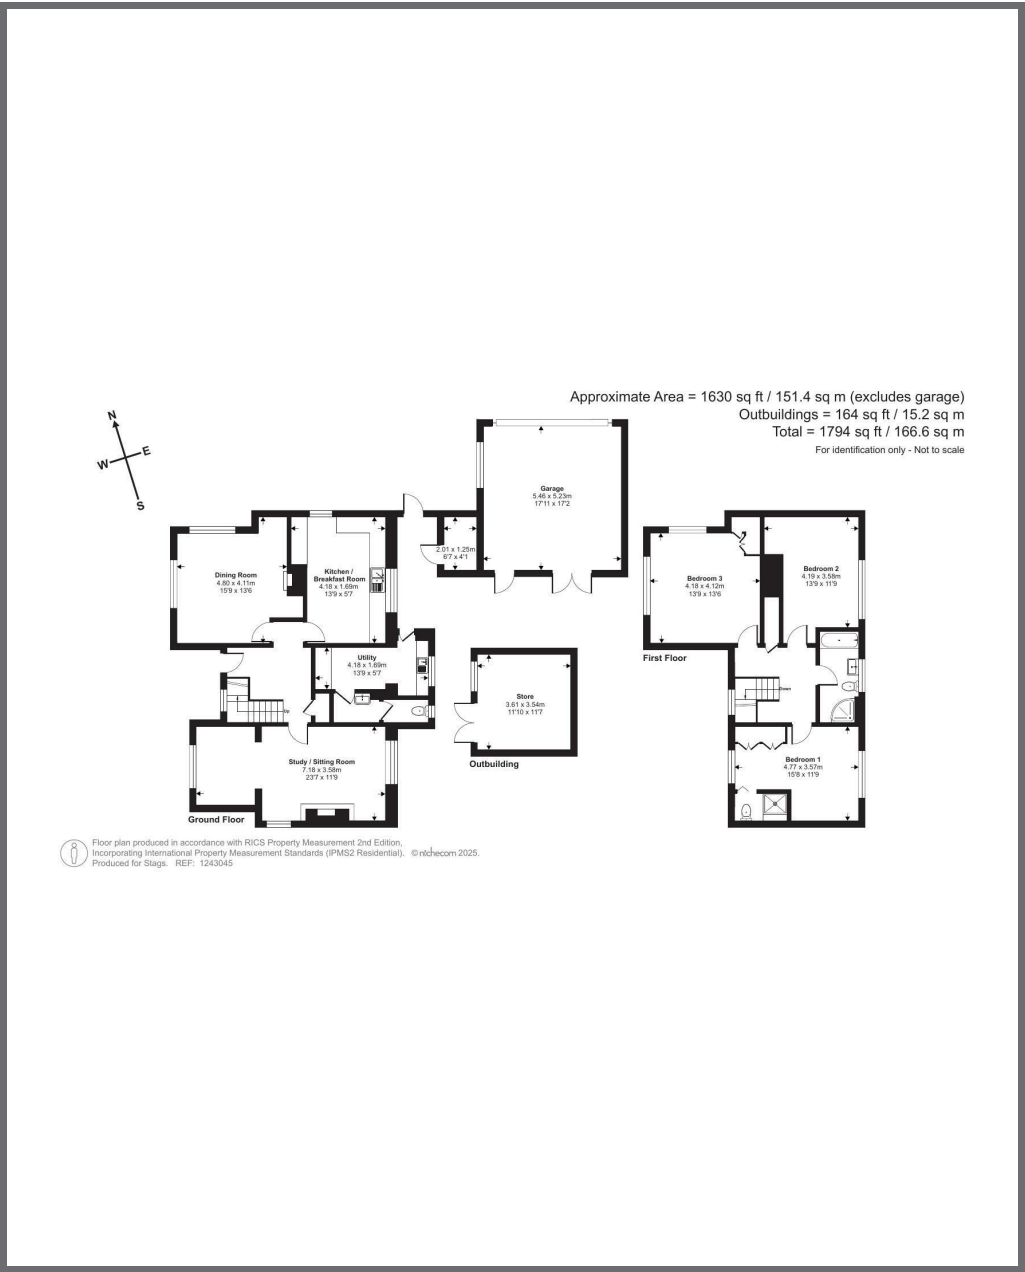 Approximate Area = 1630 sq ft / 151.4 sq m (excludes garage)
Outbuildings = 164 sq ft / 15.2 sq m
Total = 1794 sq ft / 166.6 sq m
For identification only - Not to scale
N
W
E
S
Garage
5.46 x 5.23m
17'11 x 17'2
2.01 x 1.25m
6'7 x 4'1
Dining Room
4.80 x 4.11m
15'9 x 13'6
Kitchen /
Breakfast Room
4.18 x 1.69m
13'9 x 5'7
Utility
4.18 x 1.69m
13'9 x 5'7
Up
Study / Sitting Room
7.18 x 3.58m
23'7 x 11'9
Ground Floor
Store
3.61 x 3.54m
11'10 x 11'7
Outbuilding
Bedroom 3
4.18 x 4.12m
13'9 x 13'6
Bedroom 2
4.19 x 3.58m
13'9 x 11'9
First Floor
Down
Bedroom 1
4.77 x 3.57m
15'8 x 11'9
Floor plan produced in accordance with RICS Property Measurement 2nd Edition,
Incorporating International Property Measurement Standards (IPMS2 Residential). © ntchecom 2025.
Produced for Stags. REF: 1243045